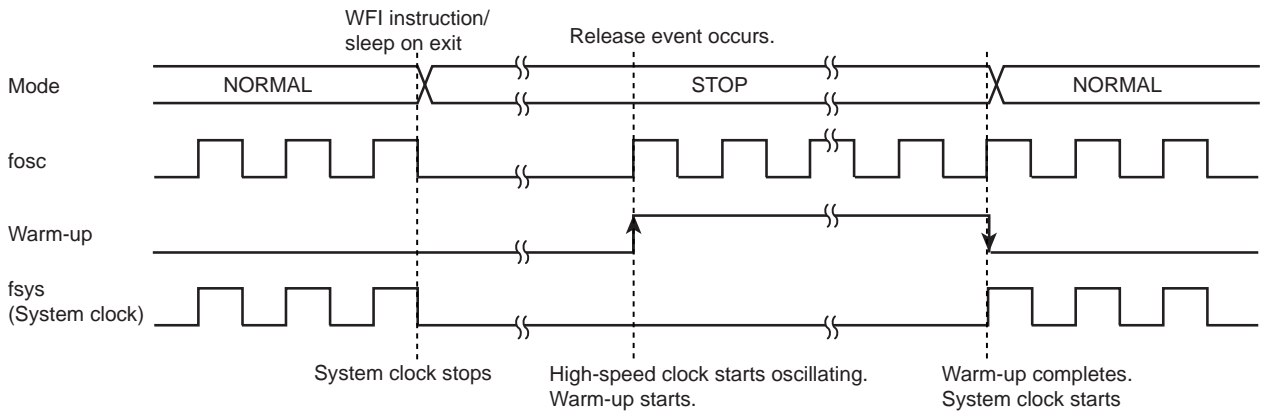 WFI instruction/
sleep on exit
Release event occurs.
Mode
NORMAL
STOP
NORMAL
fosc
Warm-up
fsys
(System clock)
System clock stops
High-speed clock starts oscillating.
Warm-up starts.
Warm-up completes.
System clock starts